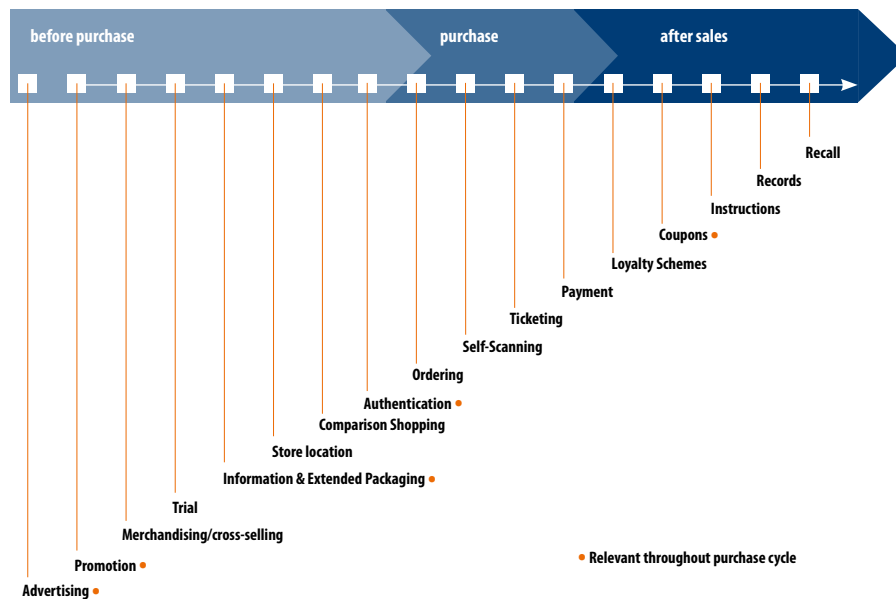 before purchase
purchase
after sales
Recall
Records
Instructions
Coupons •
Loyalty Schemes
Payment
Ticketing
Self-Scanning
Ordering
Authentication •
Comparison Shopping
Store location
Information & Extended Packaging •
Trial
Merchandising/cross-selling
• Relevant throughout purchase cycle
Promotion •
Advertising •